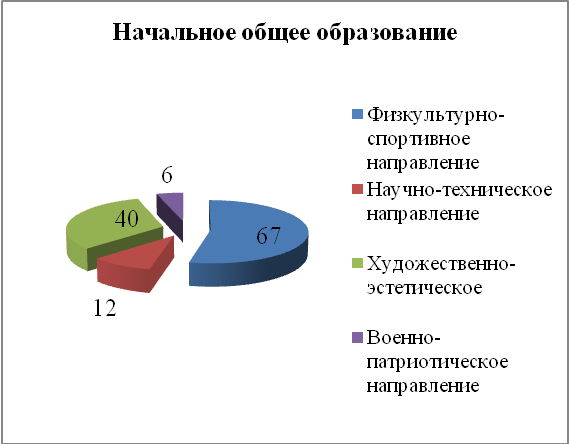 Начальное общее образование
6
40
67
12
Физкультурно-
спортивное
направление
Научно-техническое
направление
Художественно-
эстетическое
Военно-
патриотическое
направление